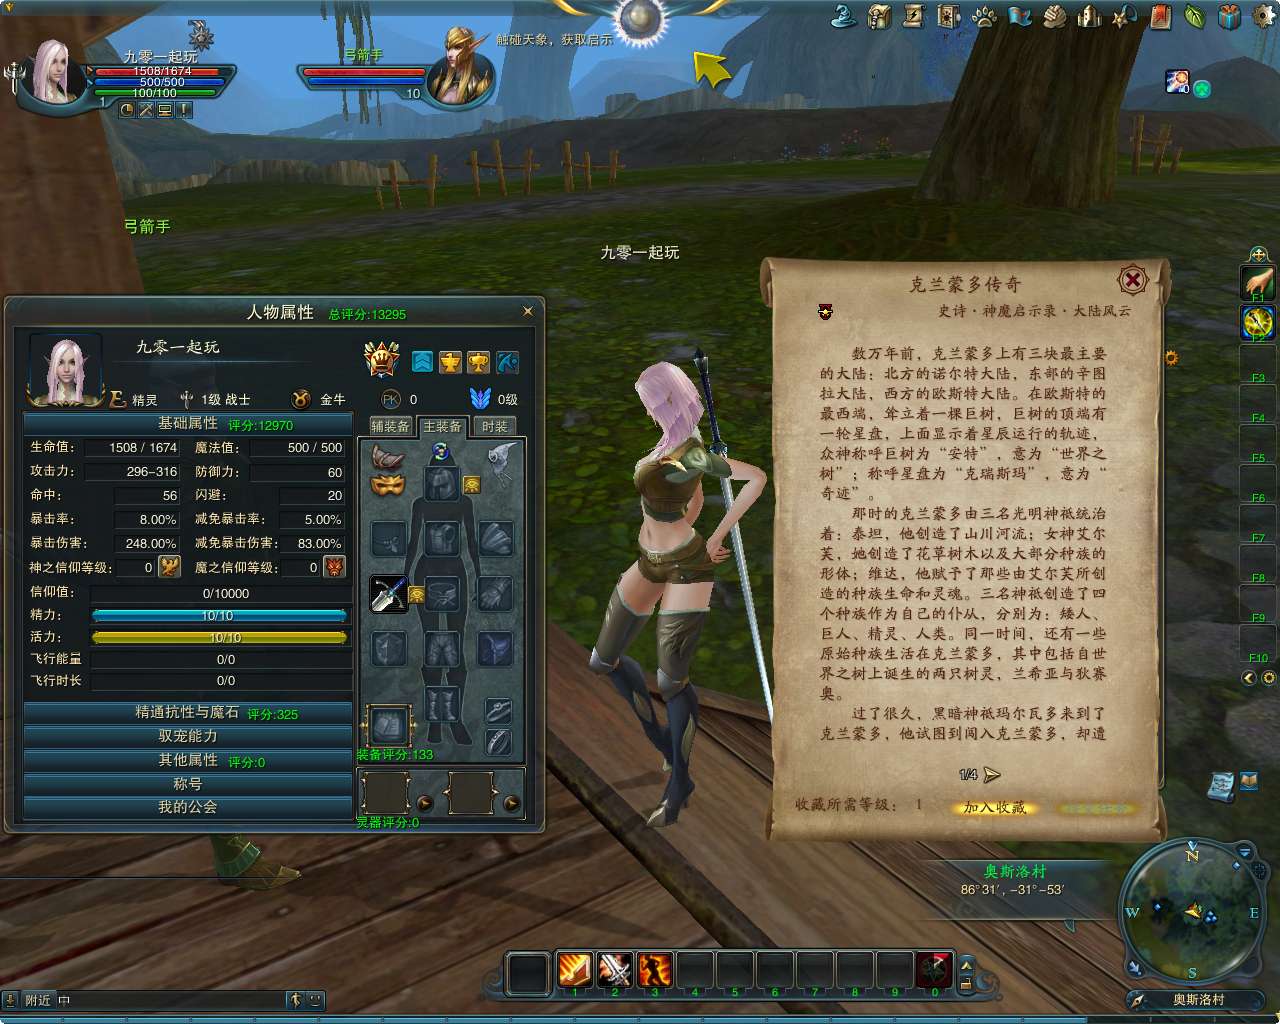 九零一起玩
1508/1674
500/500
100/100
1
弓箭手
10
触碰天象，获取启示
弓箭手
九零一起玩
人物属性 总评分:13295
九零一起玩
精灵 1级 战士 金牛 PK 0 0级
基础属性 评分:12970
生命值: 1508 / 1674 魔法值: 500 / 500
攻击力: 296-316 防御力: 60
命中: 56 闪避: 20
暴击率: 8.00% 减免暴击率: 5.00%
暴击伤害: 248.00% 减免暴击伤害: 83.00%
神之信仰等级: 0 魔之信仰等级: 0
信仰值: 0/10000
精力: 10/10
活力: 10/10
飞行能量 0/0
飞行时长 0/0
精通抗性与魔石 评分:325
驭宠能力
其他属性 评分:0
称号
我的公会
辅装备 主装备 时装
装备评分:133
灵器评分:0
克兰蒙多传奇
史诗·神魔启示录·大陆风云
数万年前，克兰蒙多上有三块最主要
的大陆：北方的诺尔特大陆，东部的辛图
拉大陆，西方的欧斯特大陆。在欧斯特的
最西端，耸立着一棵巨树，巨树的顶端有
一轮星盘，上面显示着星辰运行的轨迹，
众神称呼巨树为“安特”，意为“世界之
树”；称呼星盘为“克瑞斯玛”，意为“
奇迹”。
那时的克兰蒙多由三名光明神祗统治
着：泰坦，他创造了山川河流；女神艾尔
芙，她创造了花草树木以及大部分种族的
形体；维达，他赋予了那些由艾尔芙所创
造的种族生命和灵魂。三名神祗创造了四
个种族作为自己的仆从，分别为：矮人、
巨人、精灵、人类。同一时间，还有一些
原始种族生活在克兰蒙多，其中包括自世
界之树上诞生的两只树灵，兰希亚与狄赛
奥。
过了很久，黑暗神祗玛尔瓦多来到了
克兰蒙多，他试图到闯入克兰蒙多，却遭
1/4
收藏所需等级： 1 加入收藏
F1
F2
F3
F4
F5
F6
F7
F8
F9
F10
奥斯洛村
86°31′, -31°-53′
N
W E
S
奥斯洛村
1 2 3 4 5 6 7 8 9 0
附近 中